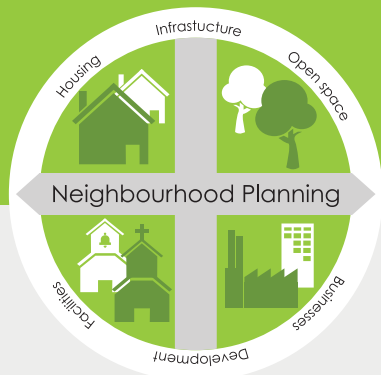 Infrastucture
Housing
Open space
Neighbourhood Planning
Facilities
Businesses
Development